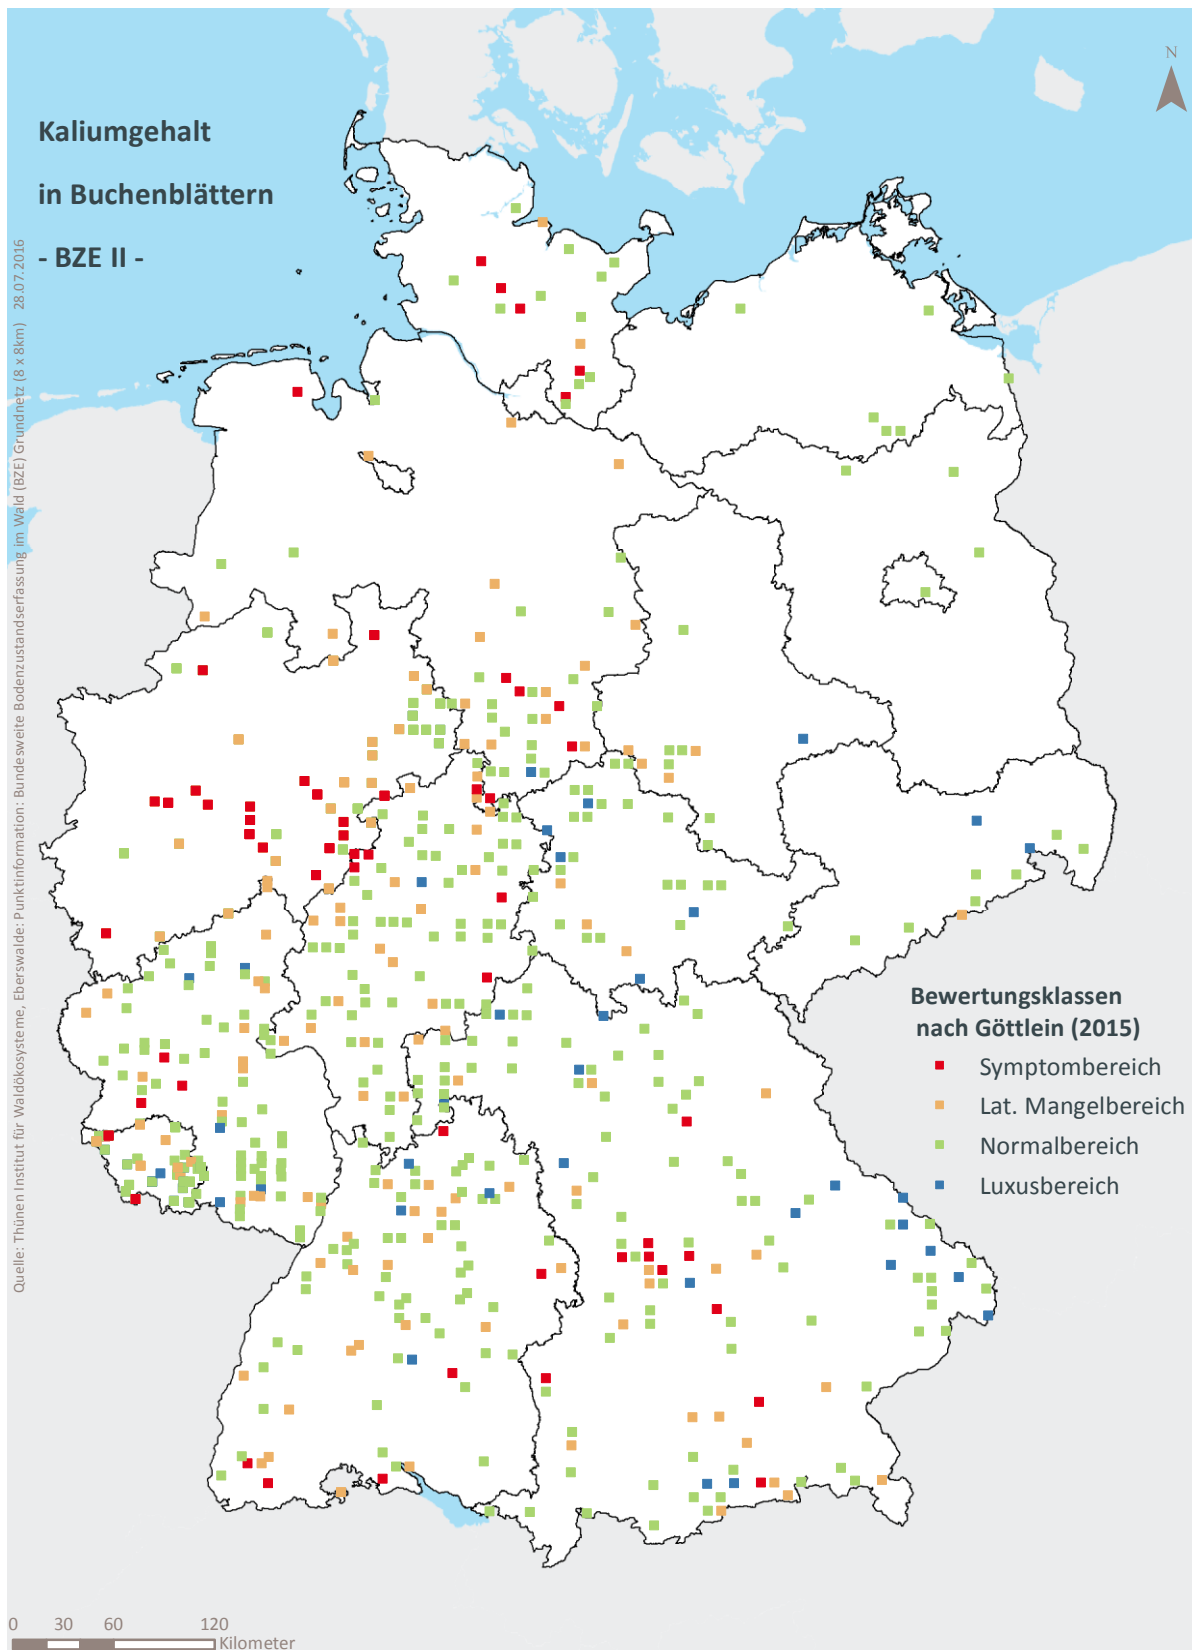 Kaliumgehalt
in Buchenblättern
- BZE II -
N
Quelle: Thünen Institut für Waldökosysteme, Eberswalde: Punktinformation: Bundesweite Bodenzustandserfassung im Wald (BZE) Grundnetz (8 x 8km) 28.07.2016
Bewertungsklassen
nach Göttlein (2015)
Symptombereich
Lat. Mangelbereich
Normalbereich
Luxusbereich
0 30 60 120
Kilometer